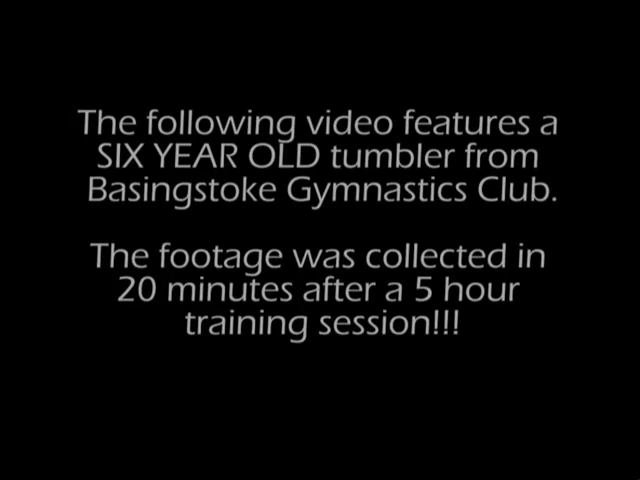 The following video features a
SIX YEAR OLD tumbler from
Basingstoke Gymnastics Club.
The footage was collected in
20 minutes after a 5 hour
training session!!!